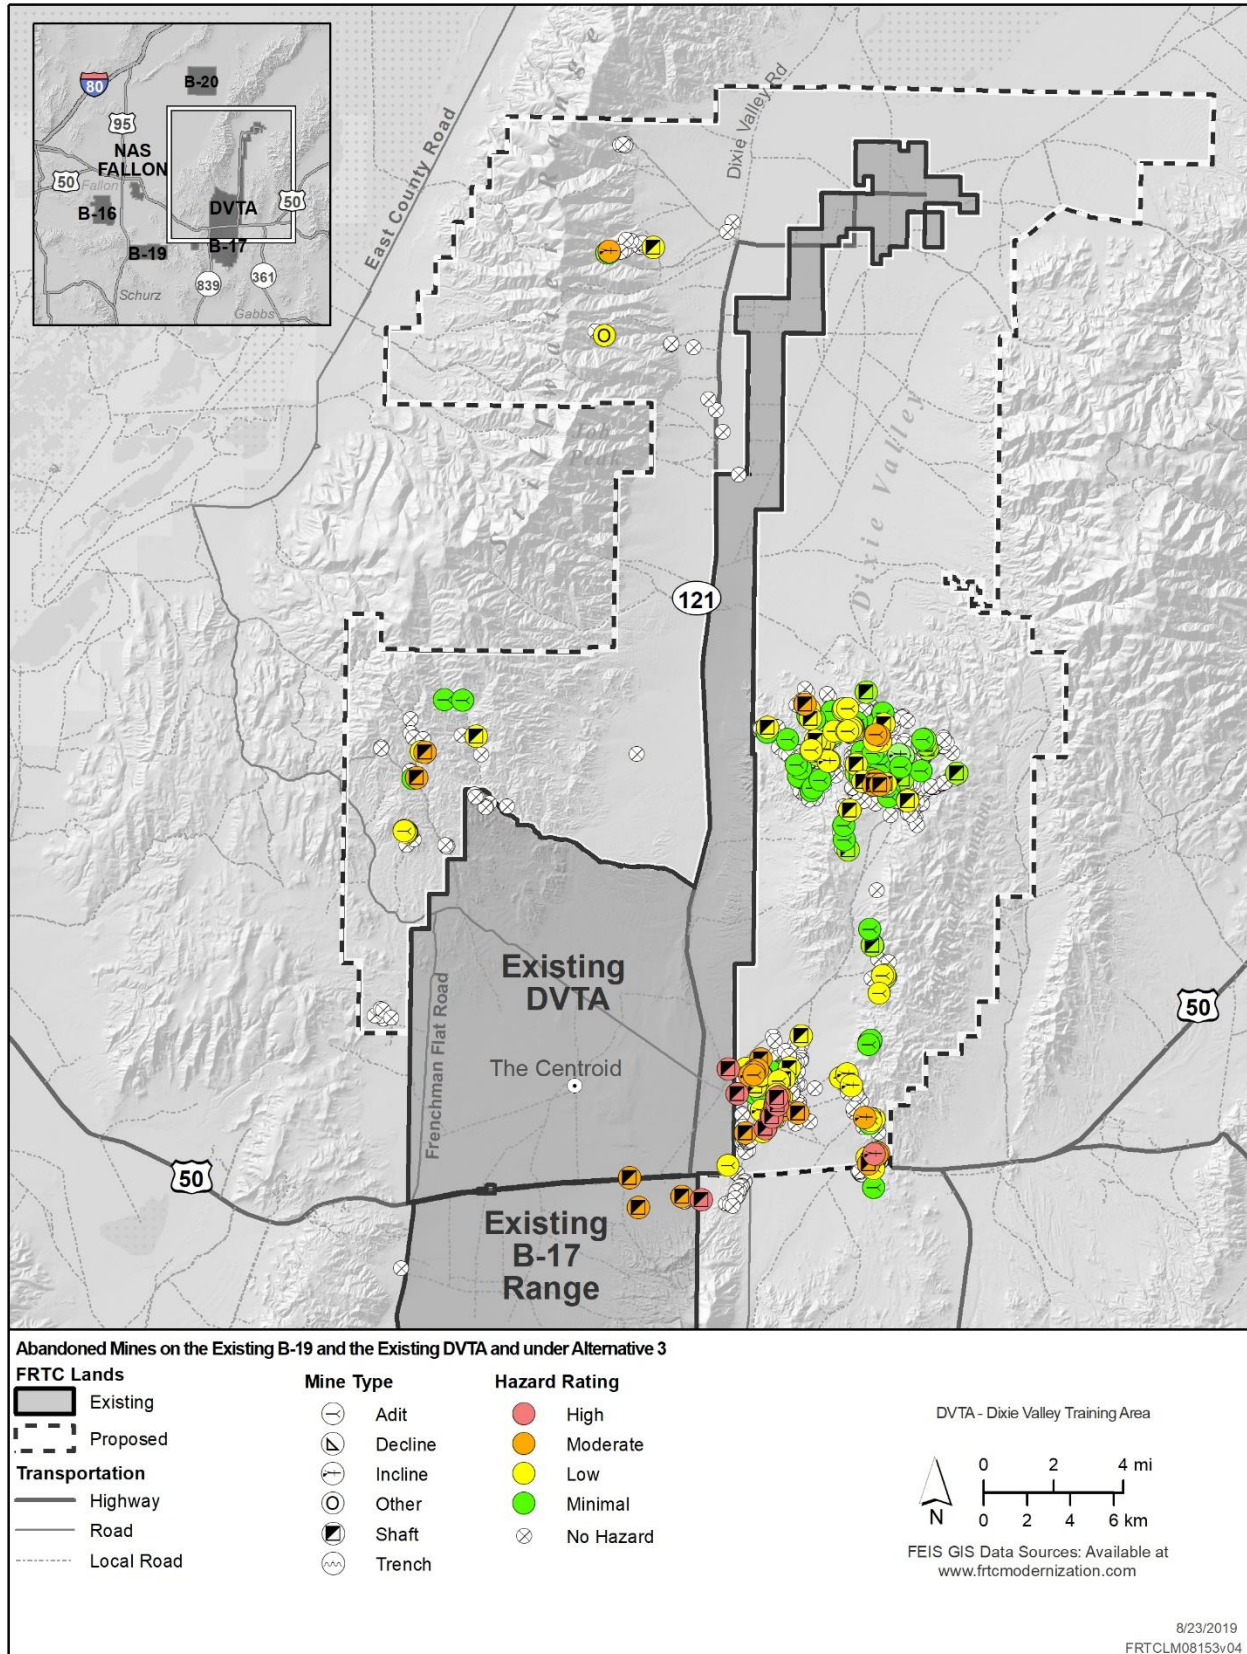 80
B-20
95
NAS
FALLON
50
Fallon
B-16
DVTA
50
B-17
B-19
839
361
Schurz
Gabbs
East County Road
Dixie Valley Rd
Stillwater Range
Job
Peak
Dixie Valley
121
Existing
DVTA
The Centroid
Frenchman Flat Road
50
50
Existing
B-17
Range
Abandoned Mines on the Existing B-19 and the Existing DVTA and under Alternative 3
FRTC Lands
Existing
Proposed
Transportation
Highway
Road
Local Road
Mine Type
Adit
Decline
Incline
O Other
Shaft
Trench
Hazard Rating
High
Moderate
Low
Minimal
No Hazard
DVTA - Dixie Valley Training Area
N
0 2 4 mi
0 2 4 6 km
FEIS GIS Data Sources: Available at
www.frtcmodernization.com
8/23/2019
FRTCLM08153v04